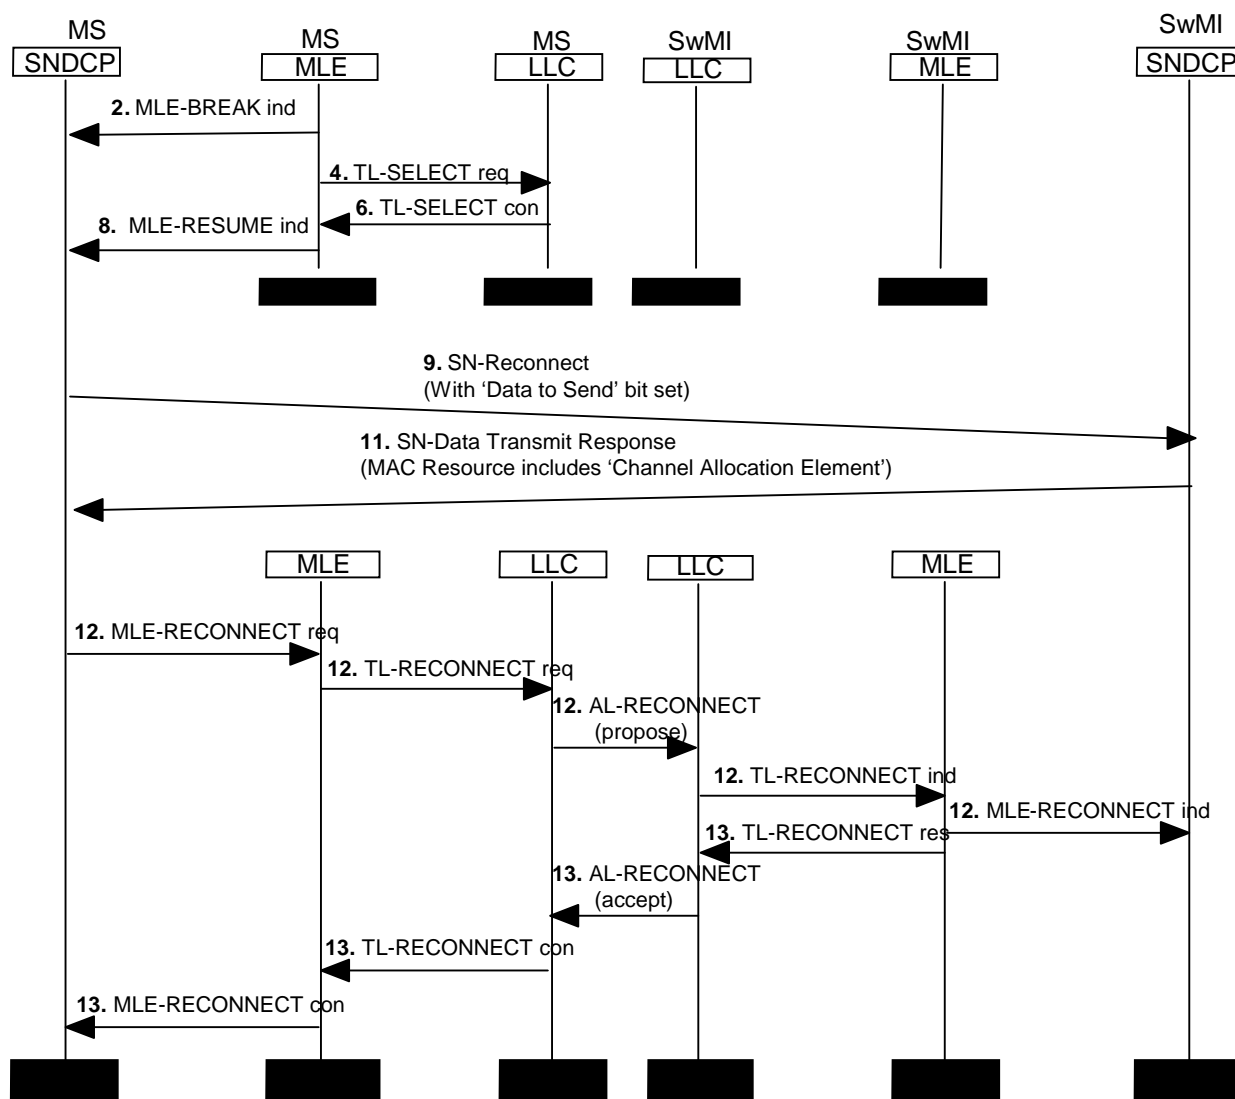 MS
SNDCP
MS
MLE
MS
LLC
SwMI
LLC
SwMI
MLE
SwMI
SNDCP
2. MLE-BREAK ind
4. TL-SELECT req
6. TL-SELECT con
8. MLE-RESUME ind
9. SN-Reconnect
(With ‘Data to Send’ bit set)
11. SN-Data Transmit Response
(MAC Resource includes ‘Channel Allocation Element’)
MLE
LLC
LLC
MLE
12. MLE-RECONNECT req
12. TL-RECONNECT req
12. AL-RECONNECT
(propose)
12. TL-RECONNECT ind
12. MLE-RECONNECT ind
13. TL-RECONNECT res
13. AL-RECONNECT
(accept)
13. TL-RECONNECT con
13. MLE-RECONNECT con